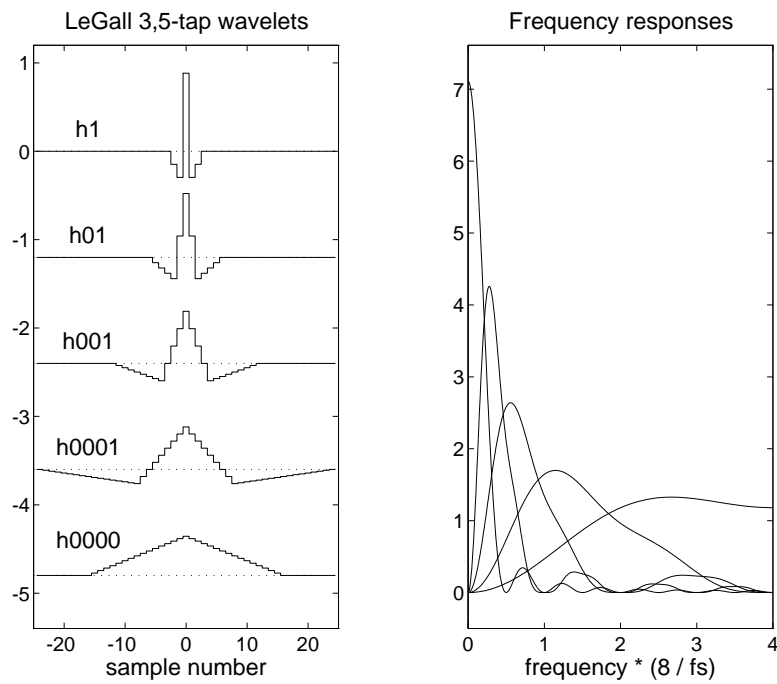 LeGall 3,5-tap wavelets
1
0
-1
-2
-3
-4
-5
h1
h01
h001
h0001
h0000
-20
-10
0
10
20
sample number
Frequency responses
7
6
5
4
3
2
1
0
0
1
2
3
4
frequency * (8 / fs)